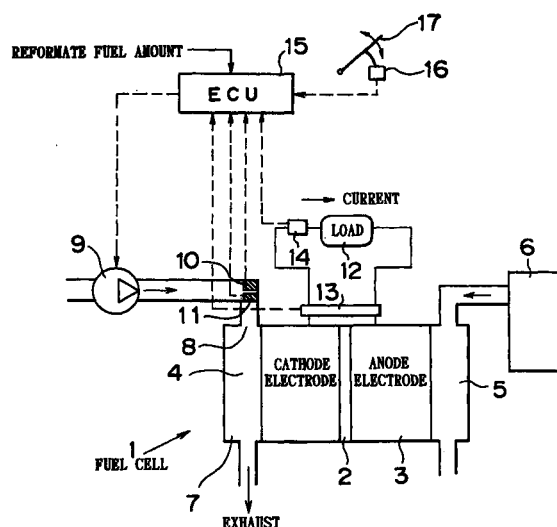 17
15
REFORMATE FUEL AMOUNT
16
ECU
CURRENT
9
LOAD
6
14
12
10
13
11
8
4
CATHODE
ELECTRODE
ANODE
ELECTRODE
5
1
FUEL CELL
7
2
3
EXHAUST